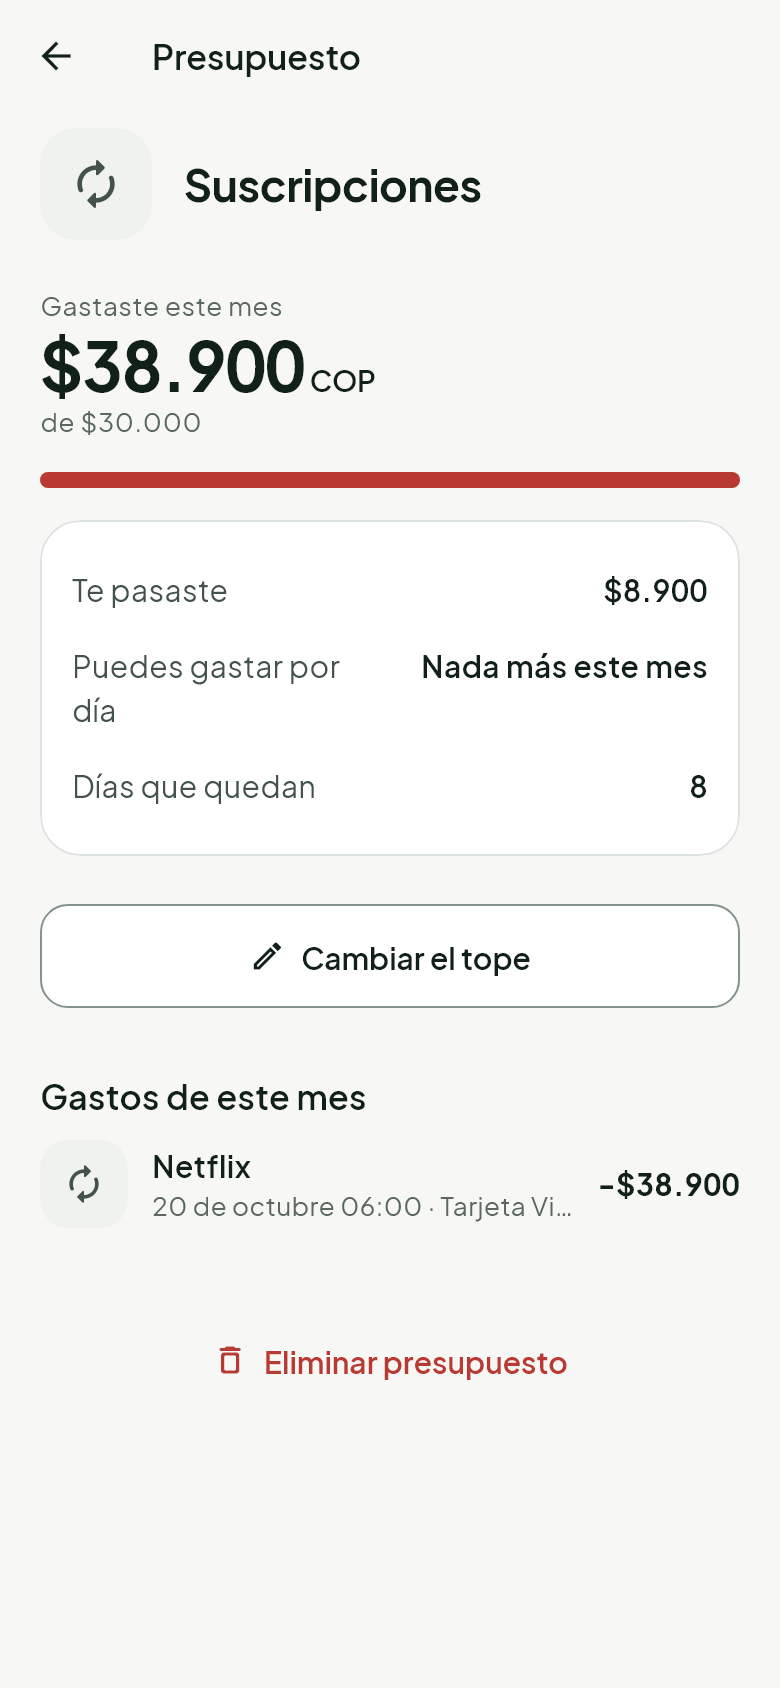 Presupuesto
Suscripciones
Gastaste este mes
$38.900 COP
de $30.000
Te pasaste $8.900
Puedes gastar por día Nada más este mes
Días que quedan 8
Cambiar el tope
Gastos de este mes
Netflix
20 de octubre 06:00 · Tarjeta Vi... -$38.900
Eliminar presupuesto